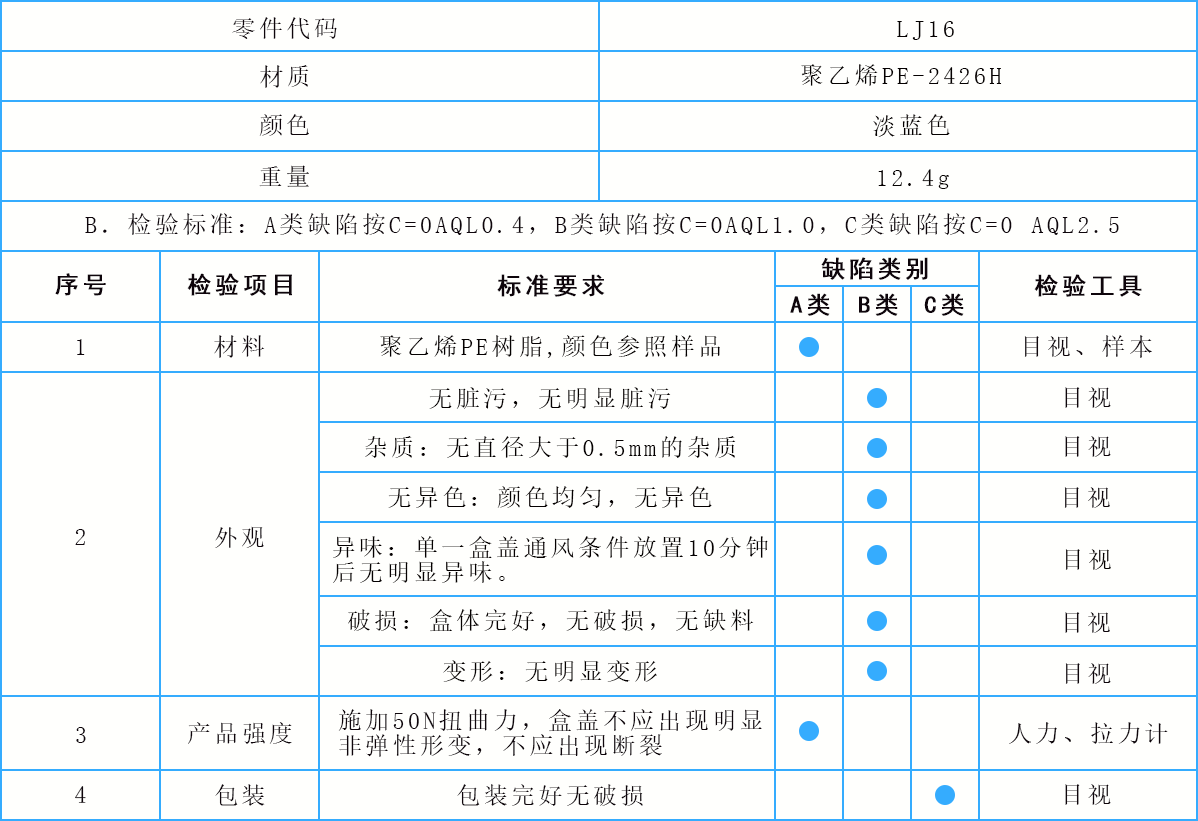 零件代码 LJ16
材质 聚乙烯PE-2426H
颜色 淡蓝色
重量 12.4g
B. 检验标准：A类缺陷按C=0AQL0.4，B类缺陷按C=0AQL1.0，C类缺陷按C=0 AQL2.5
序号 检验项目 标准要求 缺陷类别 检验工具
A类 B类 C类
1 材料 聚乙烯PE树脂,颜色参照样品 ● 目视、样本
2 外观 无脏污，无明显脏污 ● 目视
杂质：无直径大于0.5mm的杂质 ● 目视
无异色：颜色均匀，无异色 ● 目视
异味：单一盒盖通风条件放置10分钟
后无明显异味。 ● 目视
破损：盒体完好，无破损，无缺料 ● 目视
变形：无明显变形 ● 目视
3 产品强度 施加50N扭曲力，盒盖不应出现明显
非弹性形变，不应出现断裂 ● 人力、拉力计
4 包装 包装完好无破损 ● 目视